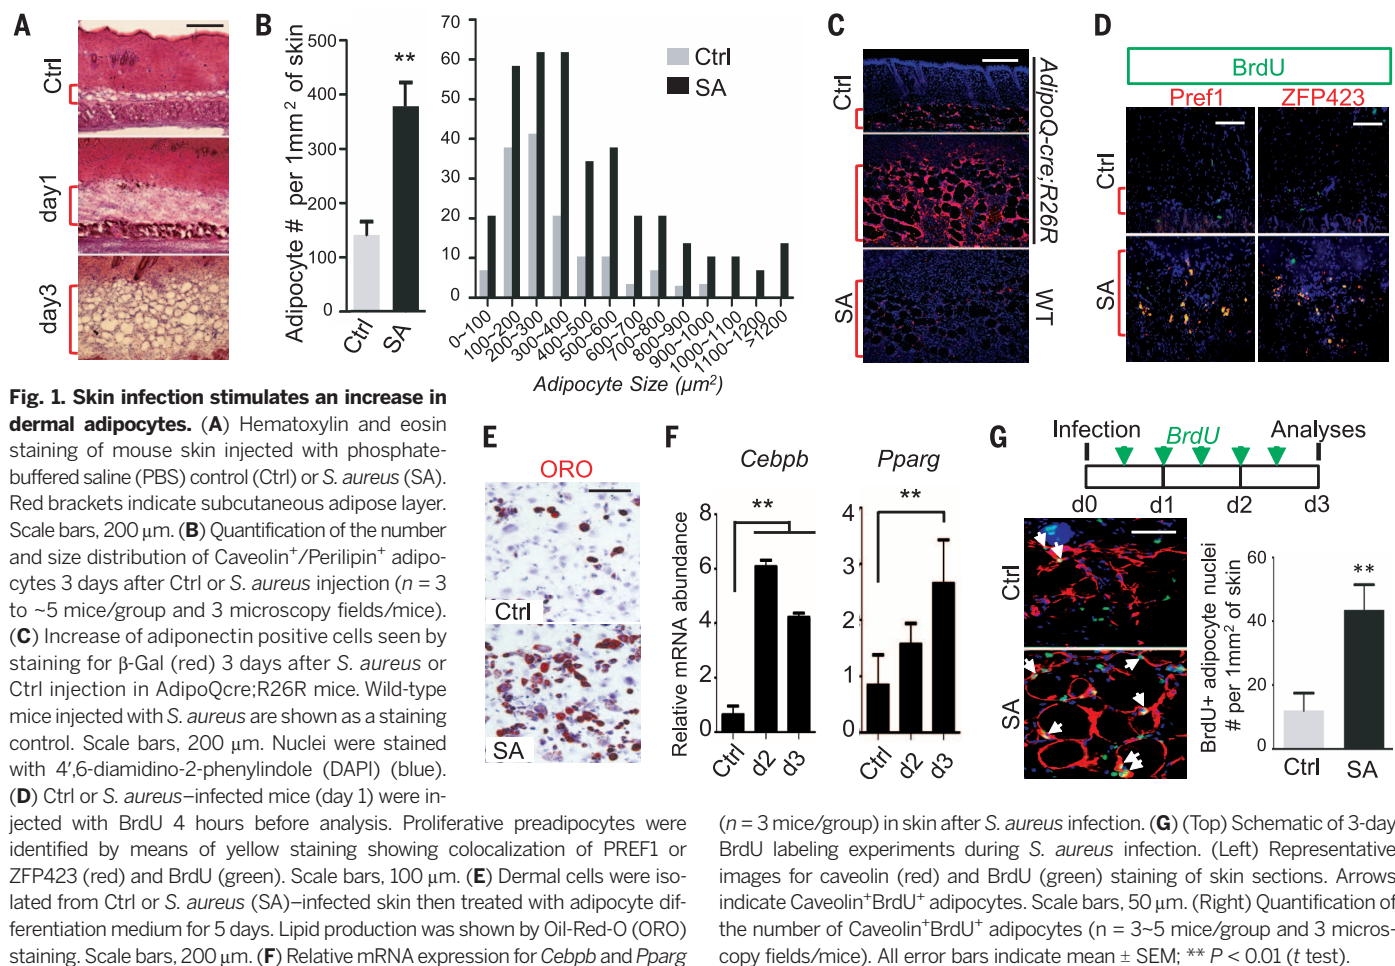 A
Ctrl
day1
day3
B
Adipocyte # per 1mm² of skin
500
400
300
200
100
0
**
Ctrl
SA
70
60
50
40
30
20
10
0
Ctrl
SA
0~100
100~200
200~300
300~400
400~500
500~600
600~700
700~800
800~900
900~1000
1000~1100
1100~1200
>1200
Adipocyte Size (µm²)
C
Ctrl
SA
AdipoQ-cre;R26R
WT
D
BrdU
Pref1
ZFP423
Ctrl
SA
Fig. 1. Skin infection stimulates an increase in
dermal adipocytes. (A) Hematoxylin and eosin
staining of mouse skin injected with phosphate-
buffered saline (PBS) control (Ctrl) or S. aureus (SA).
Red brackets indicate subcutaneous adipose layer.
Scale bars, 200 µm. (B) Quantification of the number
and size distribution of Caveolin⁺/Perilipin⁺ adipo-
cytes 3 days after Ctrl or S. aureus injection (n = 3
to ~5 mice/group and 3 microscopy fields/mice).
(C) Increase of adiponectin positive cells seen by
staining for β-Gal (red) 3 days after S. aureus or
Ctrl injection in AdipoQcre;R26R mice. Wild-type
mice injected with S. aureus are shown as a staining
control. Scale bars, 200 µm. Nuclei were stained
with 4′,6-diamidino-2-phenylindole (DAPI) (blue).
(D) Ctrl or S. aureus–infected mice (day 1) were in-
jected with BrdU 4 hours before analysis. Proliferative preadipocytes were
identified by means of yellow staining showing colocalization of PREF1 or
ZFP423 (red) and BrdU (green). Scale bars, 100 µm. (E) Dermal cells were iso-
lated from Ctrl or S. aureus (SA)–infected skin then treated with adipocyte dif-
ferentiation medium for 5 days. Lipid production was shown by Oil-Red-O (ORO)
staining. Scale bars, 200 µm. (F) Relative mRNA expression for Cebpb and Pparg
E
ORO
Ctrl
SA
F
Cebpb
Relative mRNA abundance
8
6
4
2
0
**
Ctrl
d2
d3
Pparg
4
3
2
1
0
**
Ctrl
d2
d3
G
Infection
BrdU
Analyses
d0
d1
d2
d3
Ctrl
SA
BrdU+ adipocyte nuclei
# per 1mm² of skin
60
40
20
0
**
Ctrl
SA
(n = 3 mice/group) in skin after S. aureus infection. (G) (Top) Schematic of 3-day
BrdU labeling experiments during S. aureus infection. (Left) Representative
images for caveolin (red) and BrdU (green) staining of skin sections. Arrows
indicate Caveolin⁺BrdU⁺ adipocytes. Scale bars, 50 µm. (Right) Quantification of
the number of Caveolin⁺BrdU⁺ adipocytes (n = 3~5 mice/group and 3 micros-
copy fields/mice). All error bars indicate mean ± SEM; ** P < 0.01 (t test).